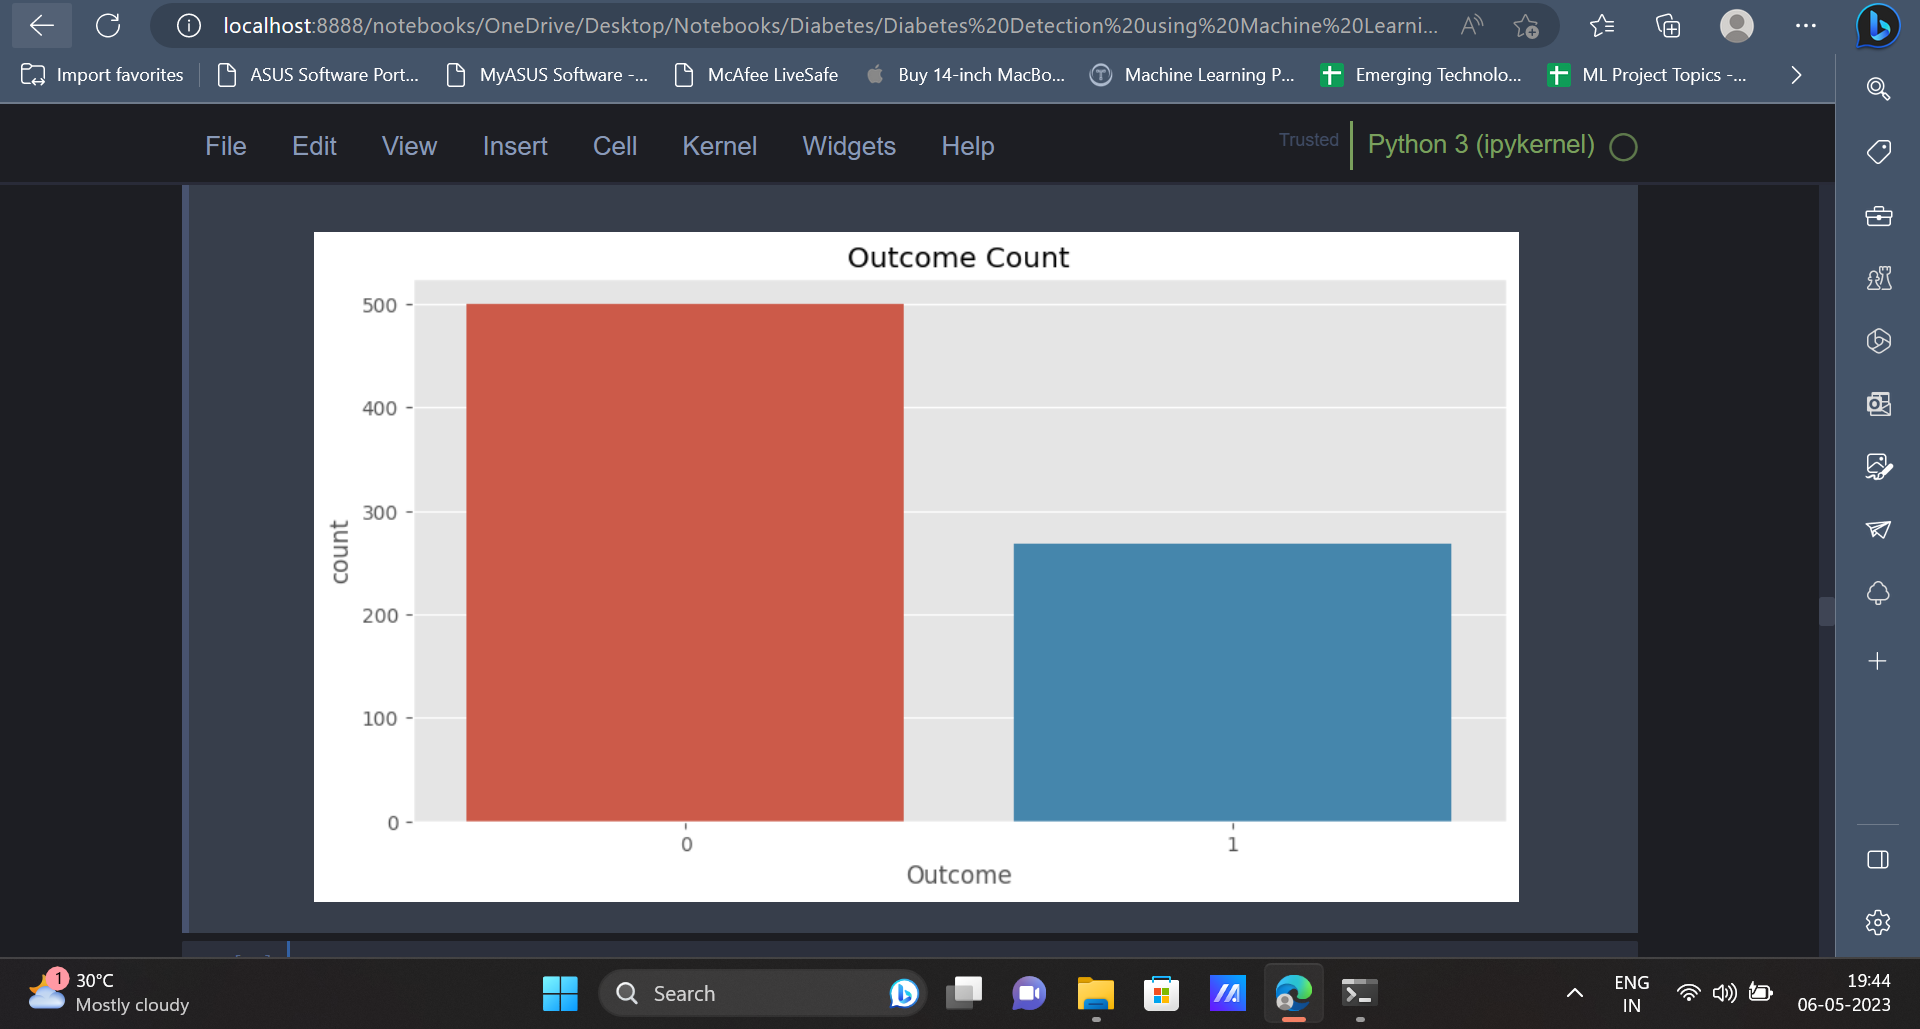 localhost:8888/notebooks/OneDrive/Desktop/Notebooks/Diabetes/Diabetes%20Detection%20using%20Machine%20Learni...
Import favorites ASUS Software Port... MyASUS Software -... McAfee LiveSafe Buy 14-inch MacBo... Machine Learning P... Emerging Technolo... ML Project Topics -...
File Edit View Insert Cell Kernel Widgets Help Trusted Python 3 (ipykernel)
Outcome Count
500
400
300
200
100
0
count
0 1
Outcome
1 30°C
Mostly cloudy
Search
ENG
IN
19:44
06-05-2023